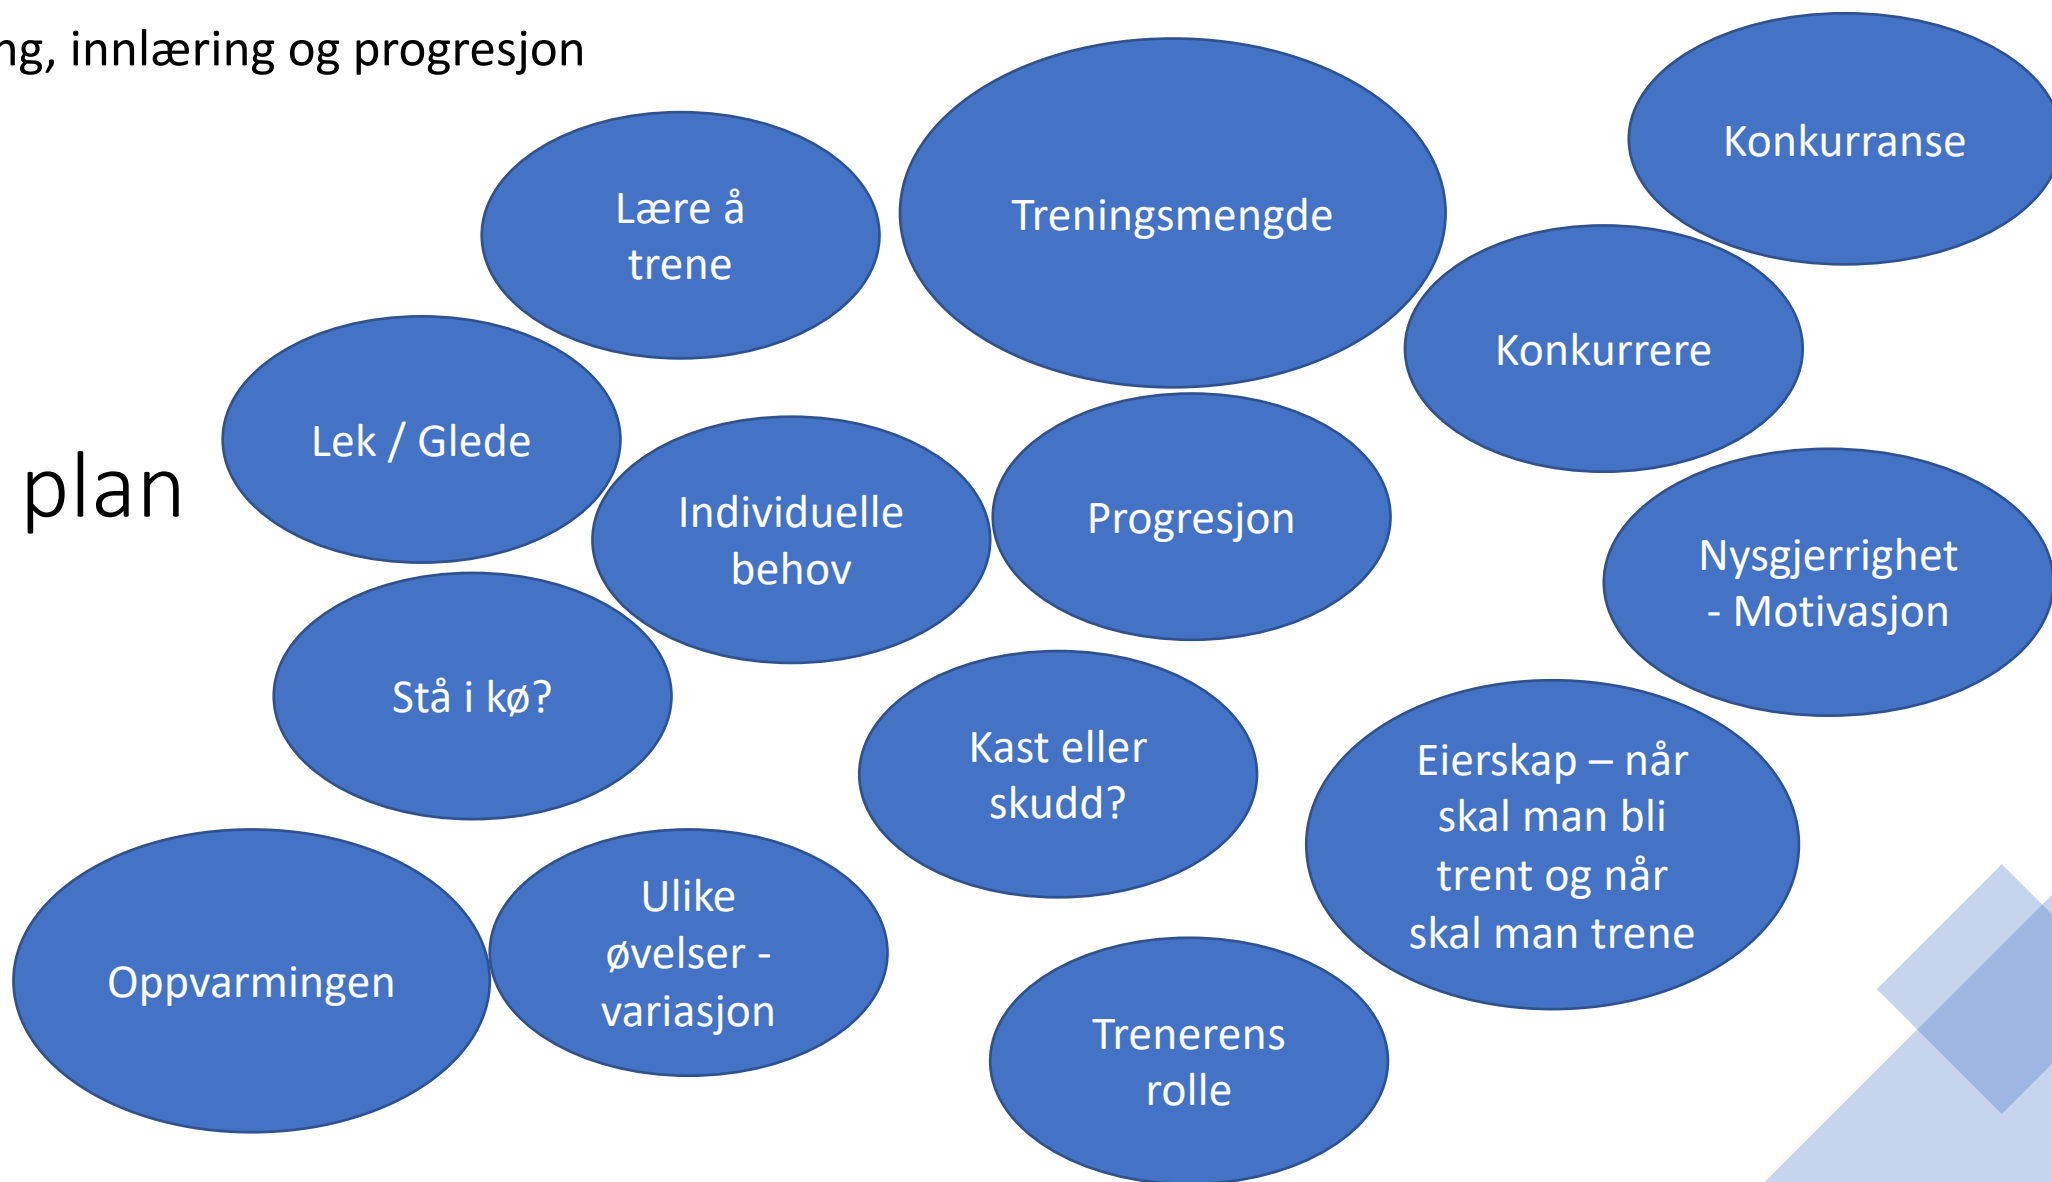 innlæring og progresjon
Konkurranse
Lære å
trene
Treningsmengde
Konkurrere
Lek / Glede
plan
Individuelle
behov
Progresjon
Nysgjerrighet
- Motivasjon
Stå i kø?
Kast eller
skudd?
Eierskap – når
skal man bli
trent og når
skal man trene
Oppvarmingen
Ulike
øvelser -
variasjon
Trenerens
rolle